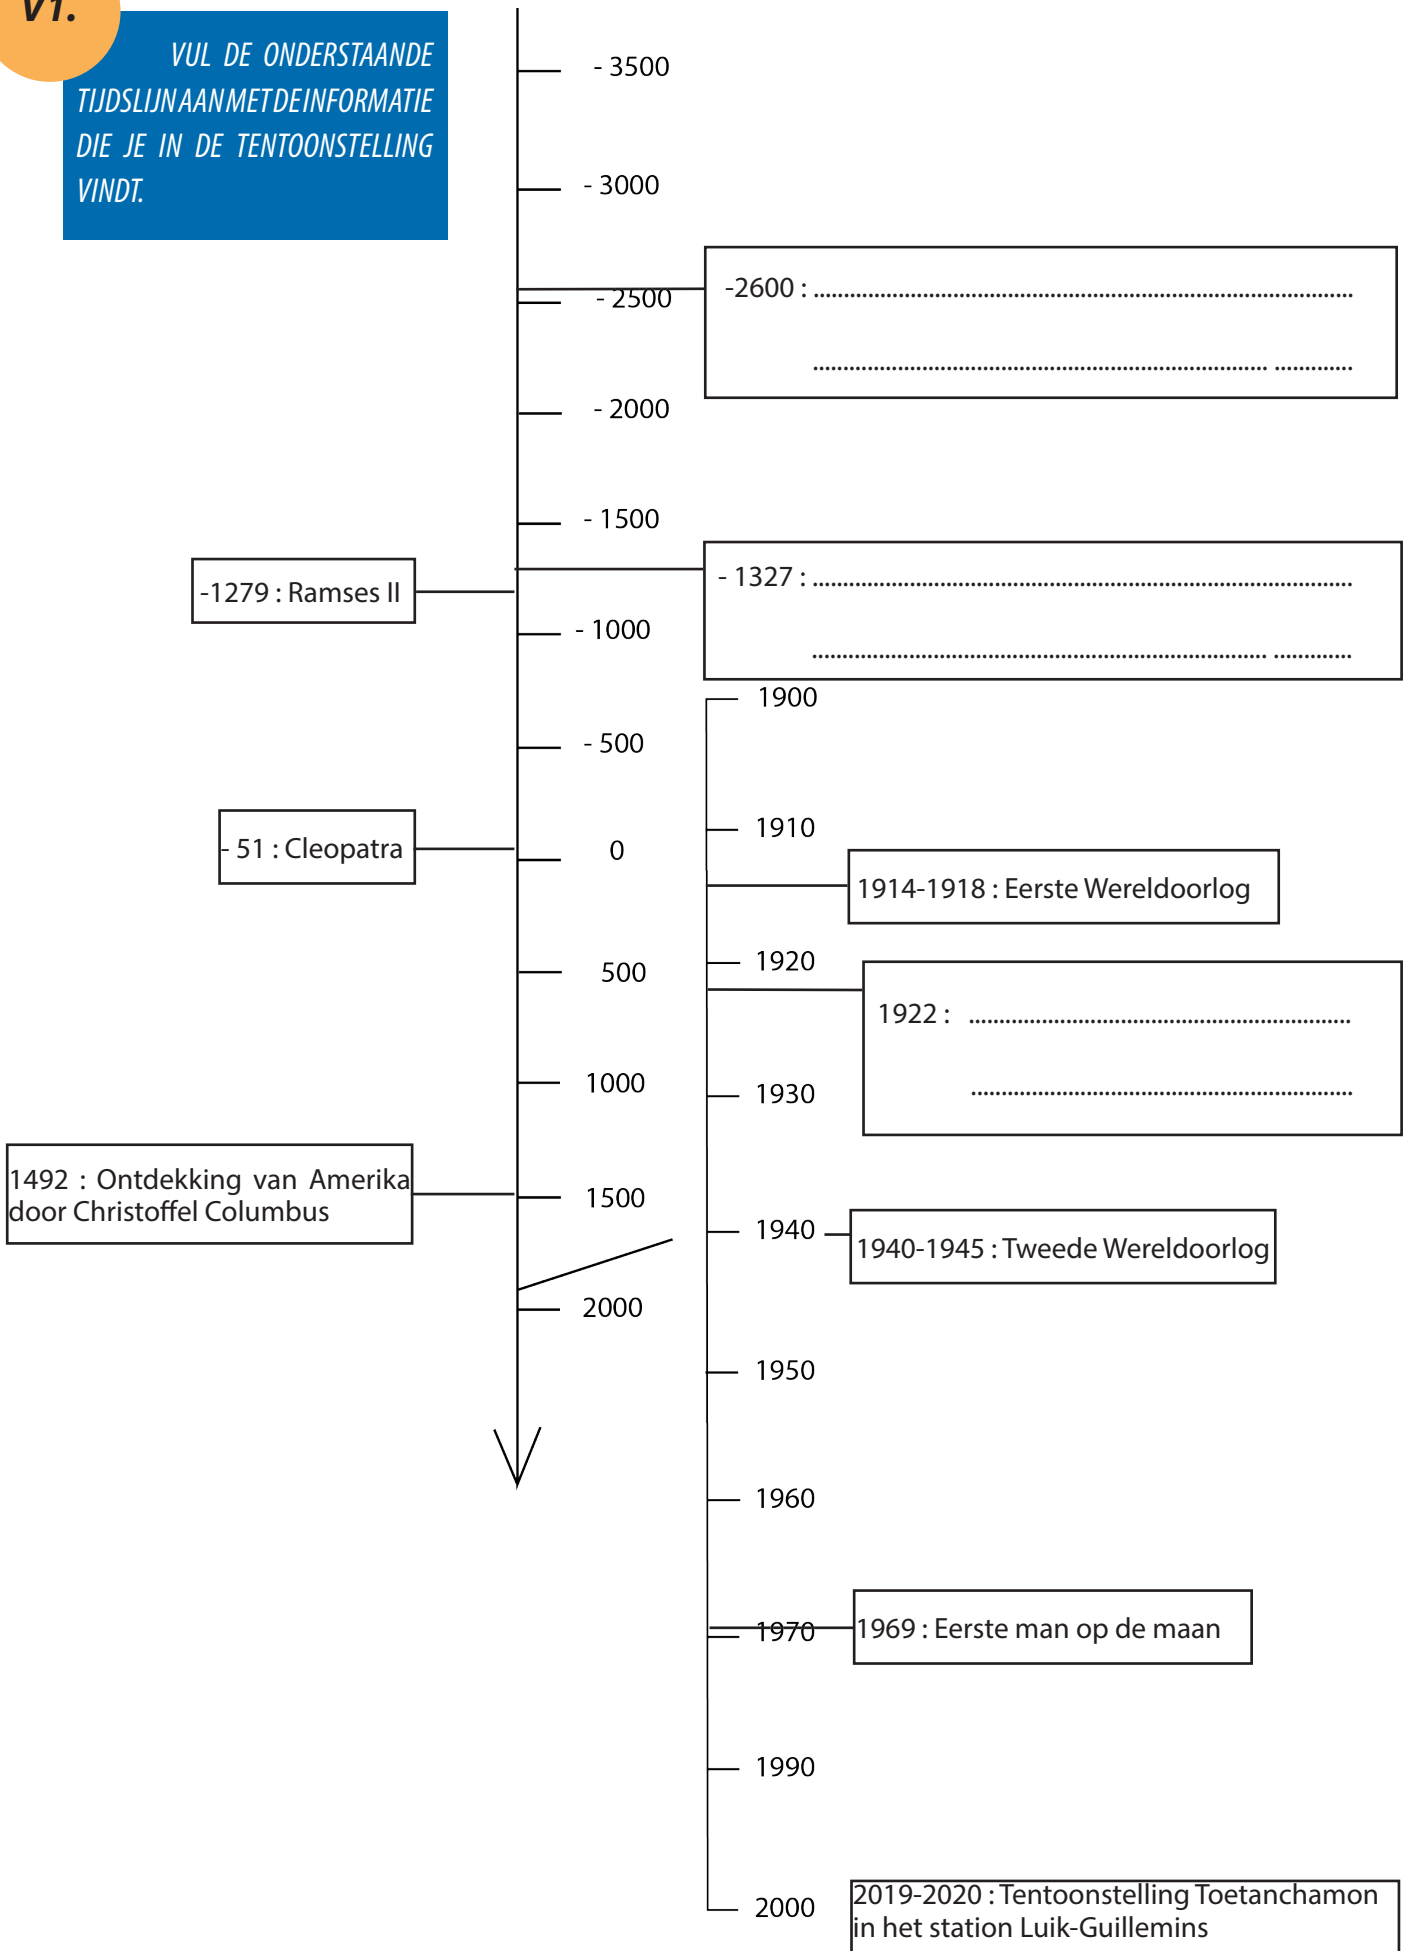 V1.
VUL DE ONDERSTAANDE
TIJDSLIJN AAN MET DE INFORMATIE
DIE JE IN DE TENTOONSTELLING
VINDT.
- 3500
- 3000
- 2500
-2600 : ..........................................................................................
........................................................................... .............
- 2000
- 1500
- 1327 : ..........................................................................................
........................................................................... .............
-1279 : Ramses II
- 1000
- 500
- 51 : Cleopatra
0
500
1000
1492 : Ontdekking van Amerika
door Christoffel Columbus
1500
2000
1900
1910
1914-1918 : Eerste Wereldoorlog
1920
1922 : ...............................................................
...............................................................
1930
1940
1940-1945 : Tweede Wereldoorlog
1950
1960
1970
1969 : Eerste man op de maan
1990
2000
2019-2020 : Tentoonstelling Toetanchamon
in het station Luik-Guillemins